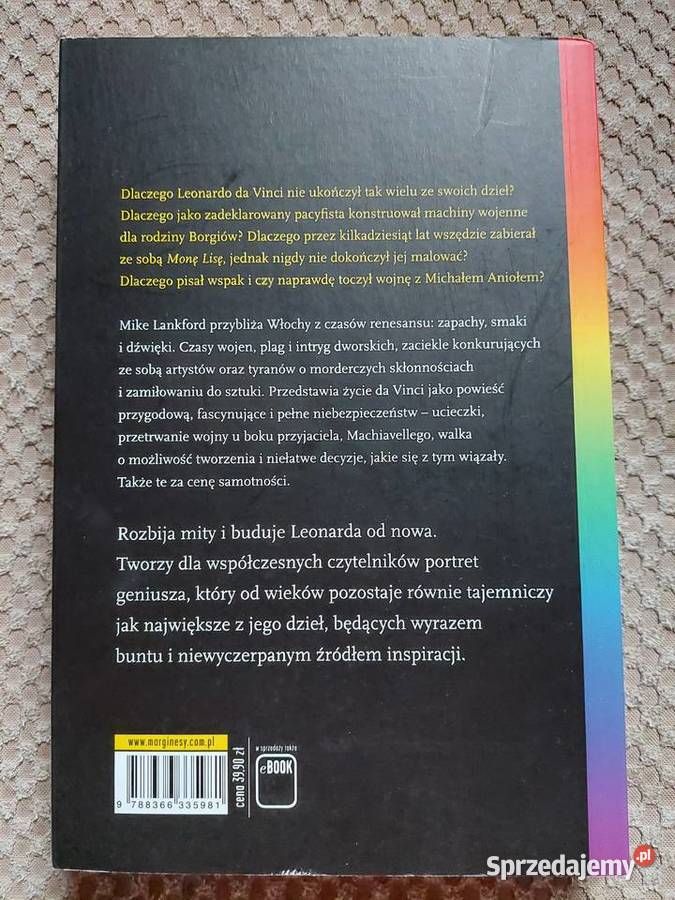 Dlaczego Leonardo da Vinci nie ukończył tak wielu ze swoich dzieł?
Dlaczego jako zadeklarowany pacyfista konstruował machiny wojenne
dla rodziny Borgiów? Dlaczego przez kilkadziesiąt lat wszędzie zabierał
ze sobą Monę Lisę, jednak nigdy nie dokończył jej malować?
Dlaczego pisał wspak i czy naprawdę toczył wojnę z Michałem Aniołem?
Mike Lankford przybliża Włochy z czasów renesansu: zapachy, smaki
i dźwięki. Czasy wojen, plag i intryg dworskich, zaciekle konkurujących
ze sobą artystów oraz tyranów o morderczych skłonnościach
i zamiłowaniu do sztuki. Przedstawia życie da Vinci jako powieść
przygodową, fascynujące i pełne niebezpieczeństw – ucieczki,
przetrwanie wojny u boku przyjaciela, Machiavellego, walka
o możliwość tworzenia i niełatwe decyzje, jakie się z tym wiązały.
Także te za cenę samotności.
Rozbija mity i buduje Leonarda od nowa.
Tworzy dla współczesnych czytelników portret
geniusza, który od wieków pozostaje równie tajemniczy
jak największe z jego dzieł, będących wyrazem
buntu i niewyczerpanym źródłem inspiracji.
www.marginesy.com.pl
9 788366 335981
cena 39,90 zł
w sprzedaży także
eBOOK
Sprzedajemy.pl